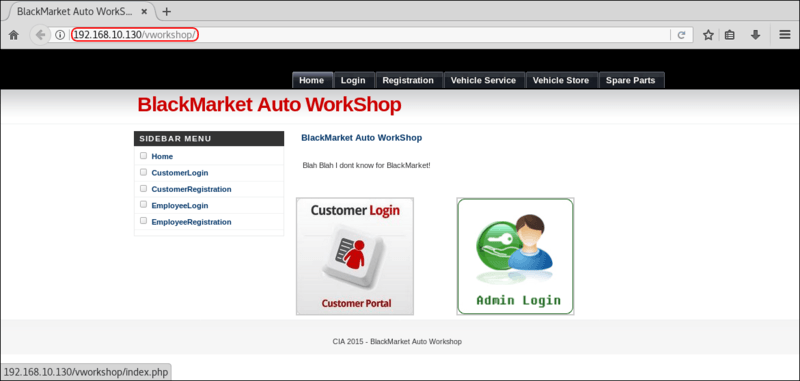 BlackMarket Auto WorkS...
192.168.10.130/vworkshop/
Home Login Registration Vehicle Service Vehicle Store Spare Parts
BlackMarket Auto WorkShop
SIDEBAR MENU
Home
CustomerLogin
CustomerRegistration
EmployeeLogin
EmployeeRegistration
BlackMarket Auto WorkShop
Blah Blah I dont know for BlackMarket!
Customer Login
Customer Portal
Admin Login
CIA 2015 - BlackMarket Auto Workshop
192.168.10.130/vworkshop/index.php